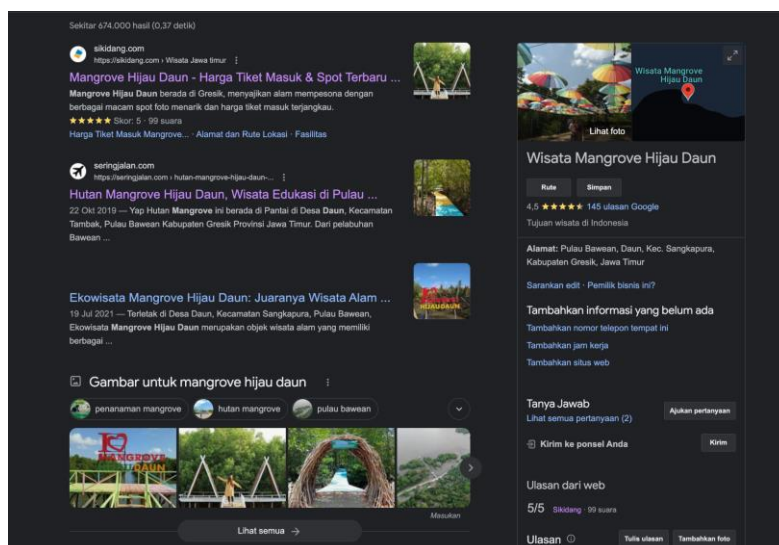 Sekitar 674.000 hasil (0,37 detik)
sikidang.com
https://sikidang.com › Wisata Jawa timur
Mangrove Hijau Daun - Harga Tiket Masuk & Spot Terbaru ...
Mangrove Hijau Daun berada di Gresik, menyajikan alam mempesona dengan
berbagai macam spot foto menarik dan harga tiket masuk terjangkau.
★★★★★ Skor: 5 · 99 suara
Harga Tiket Masuk Mangrove... · Alamat dan Rute Lokasi · Fasilitas
seringjalan.com
https://seringjalan.com › hutan-mangrove-hijau-daun-...
Hutan Mangrove Hijau Daun, Wisata Edukasi di Pulau ...
22 Okt 2019 — Yap Hutan Mangrove ini berada di Pantai di Desa Daun, Kecamatan
Tambak, Pulau Bawean Kabupaten Gresik Provinsi Jawa Timur. Dari pelabuhan
Bawean ...
Ekowisata Mangrove Hijau Daun: Juaranya Wisata Alam ...
19 Jul 2021 — Terletak di Desa Daun, Kecamatan Sangkapura, Pulau Bawean,
Ekowisata Mangrove Hijau Daun merupakan objek wisata alam yang memiliki
berbagai ...
Gambar untuk mangrove hijau daun
penanaman mangrove
hutan mangrove
pulau bawean
I
MANGROVE
DAUN
Masukan
Lihat semua →
Wisata Mangrove
Hijau Daun
Lihat foto
Wisata Mangrove Hijau Daun
Rute
Simpan
4,5 ★★★★★ 145 ulasan Google
Tujuan wisata di Indonesia
Alamat: Pulau Bawean, Daun, Kec. Sangkapura,
Kabupaten Gresik, Jawa Timur
Sarankan edit · Pemilik bisnis ini?
Tambahkan informasi yang belum ada
Tambahkan nomor telepon tempat ini
Tambahkan jam kerja
Tambahkan situs web
Tanya Jawab
Lihat semua pertanyaan (2)
Ajukan pertanyaan
Kirim ke ponsel Anda
Kirim
Ulasan dari web
5/5 Sikidang · 99 suara
Ulasan
Tulis ulasan
Tambahkan foto